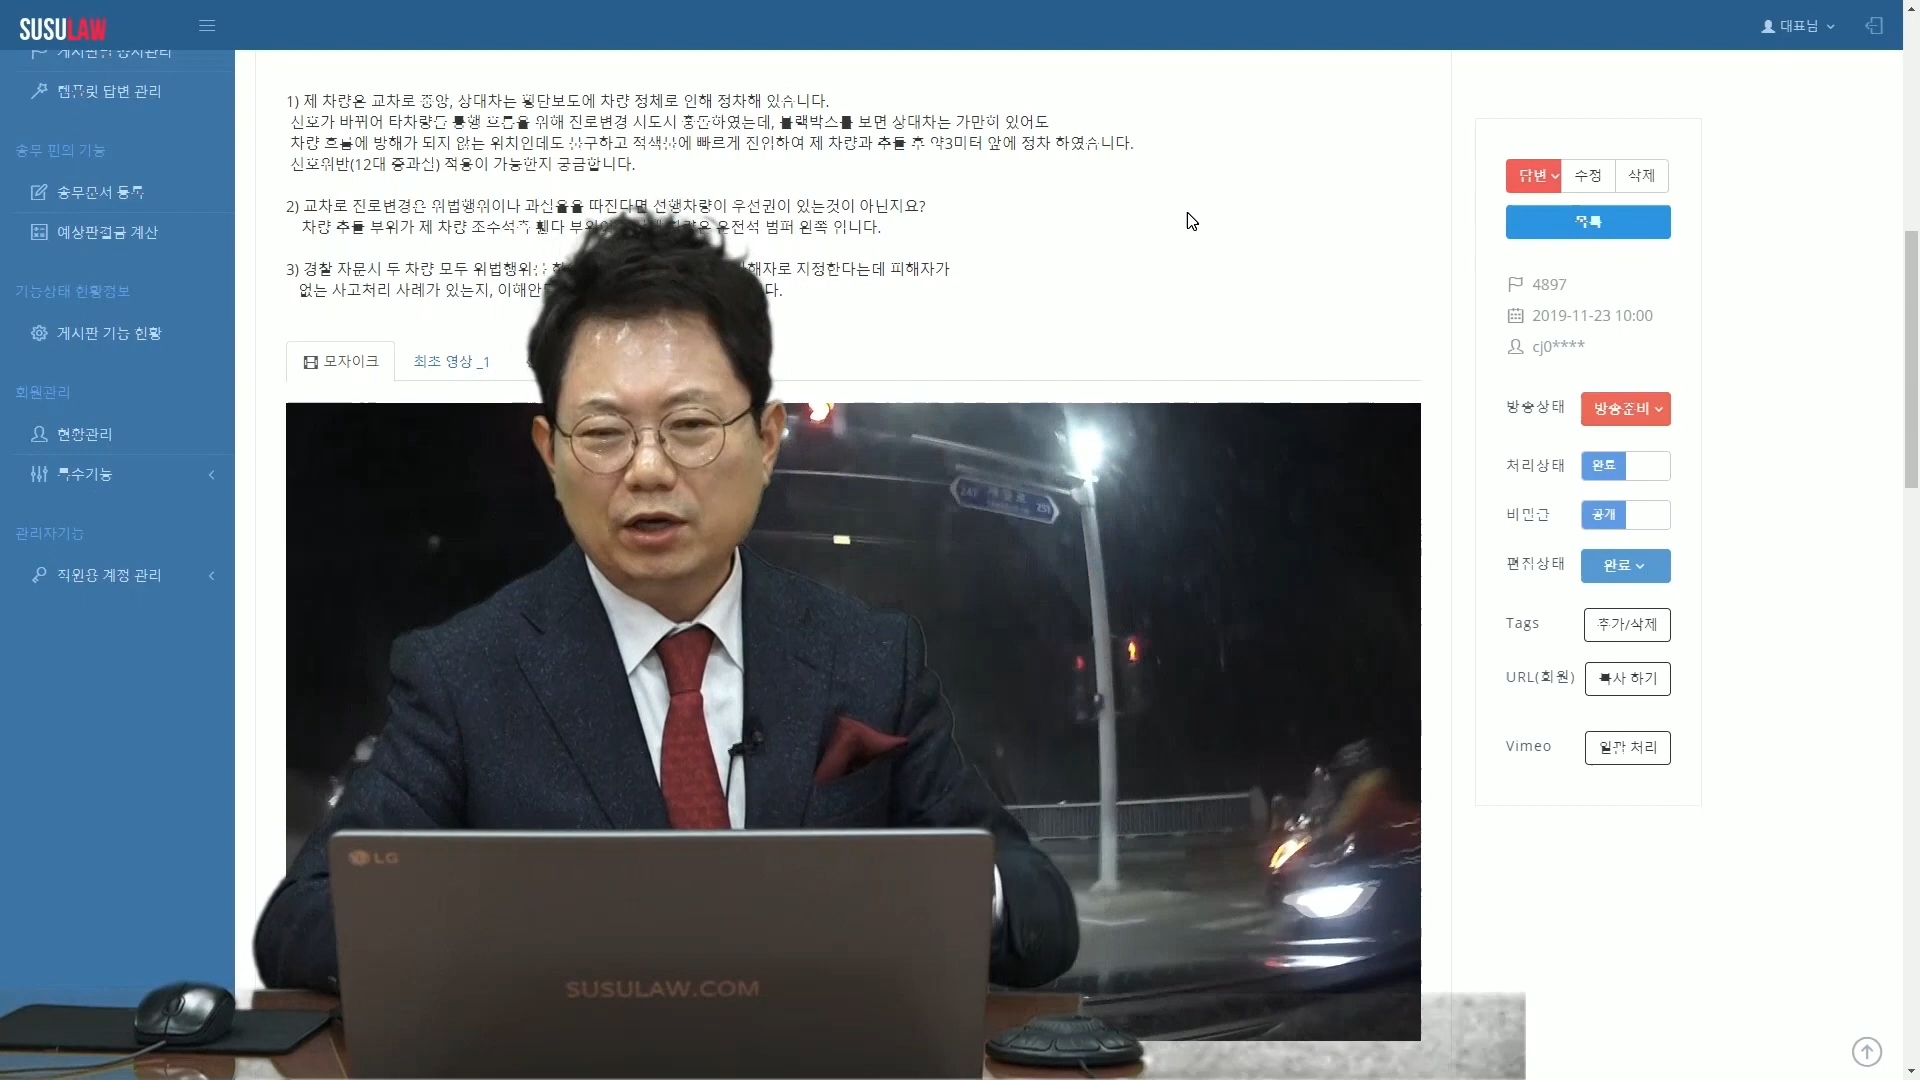 SUSULAW
대표님
게시판별 공지관리
템플릿 답변 관리
송무 편의 기능
송무문서 등록
예상판결금 계산
기능상태 현황정보
게시판 기능 현황
회원관리
현황관리
특수기능
관리자기능
직원용 계정 관리
1) 제 차량은 교차로 중앙, 상대차는 횡단보도에 차량 정체로 인해 정차해 있습니다.
신호가 바뀌어 타차량들 통행 흐름을 위해 진로변경 시도시 충돌하였는데, 블랙박스를 보면 상대차는 가만히 있어도
차량 흐름에 방해가 되지 않는 위치인데도 불구하고 적색불에 빠르게 진입하여 제 차량과 추돌 후 약3미터 앞에 정차 하였습니다.
신호위반(12대 중과실) 적용이 가능한지 궁금합니다.
2) 교차로 진로변경은 위법행위이나 과실율을 따진다면 선행차량이 우선권이 있는것이 아닌지요?
차량 추돌 부위가 제 차량 조수석측 휀다 운전석 범퍼 왼쪽 입니다.
3) 경찰 자문시 두 차량 모두 위법행위를 해자로 지정한다는데 피해자가
없는 사고처리 사례가 있는지, 이해안 다.
모자이크
최초 영상 _1
251
LG
SUSULAW.COM
답변
수정
삭제
목록
4897
2019-11-23 10:00
cj0****
방송상태
방송준비
처리상태
완료
비밀글
공개
편집상태
완료
Tags
추가/삭제
URL(회원)
복사 하기
Vimeo
일괄 처리